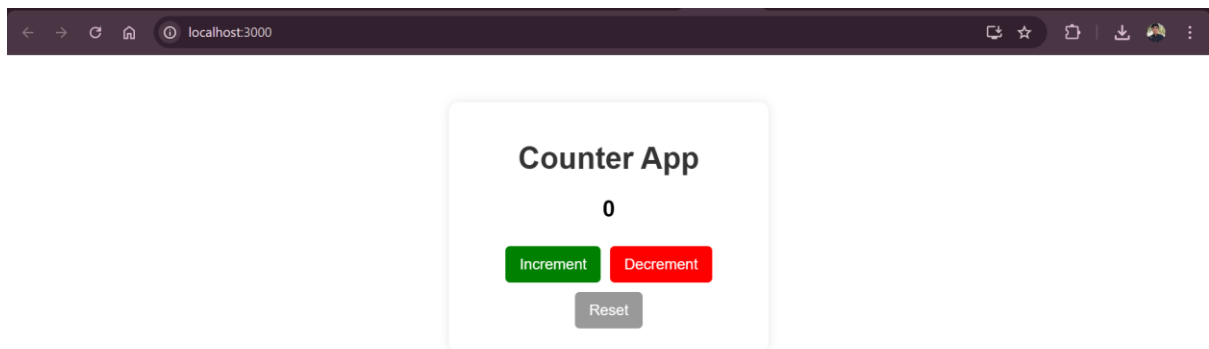 localhost:3000
Counter App
0
Increment Decrement
Reset